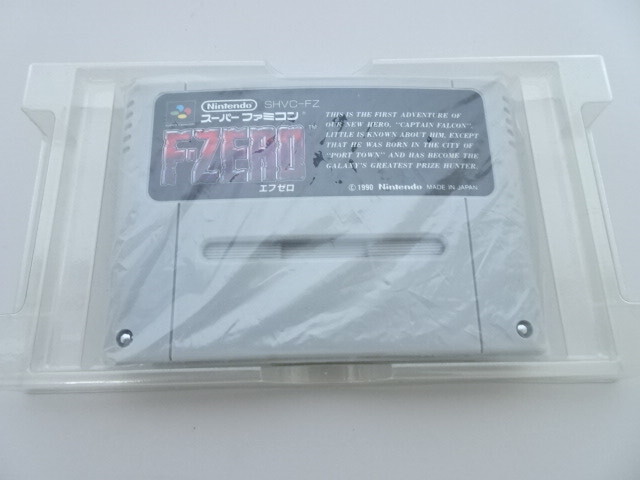 Nintendo SHVC-FZ
スーパーファミコン
F-ZERO™
エフゼロ
THIS IS THE FIRST ADVENTURE OF
OUR NEW HERO, "CAPTAIN FALCON".
LITTLE IS KNOWN ABOUT HIM, EXCEPT
THAT HE WAS BORN IN THE CITY OF
"PORT TOWN" AND HAS BECOME THE
GALAXY'S GREATEST PRIZE HUNTER.
© 1990 Nintendo MADE IN JAPAN